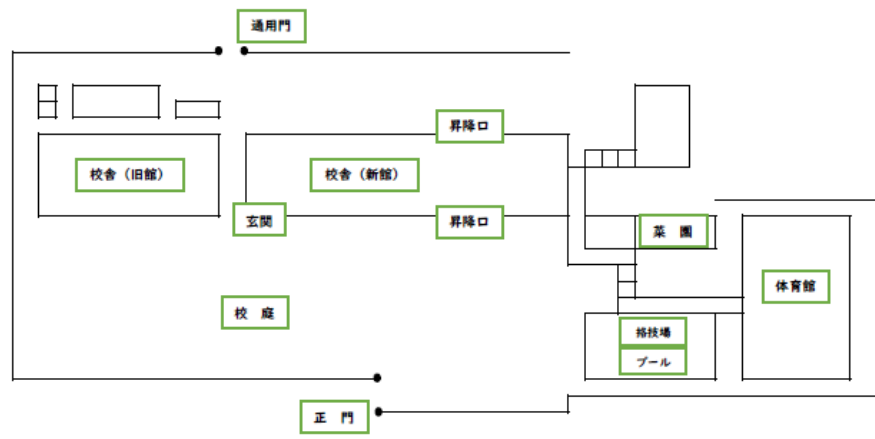 通用門
昇降口
校舎（旧館）
校舎（新館）
玄関
昇降口
菜　園
体育館
校　庭
格技場
プール
正　門